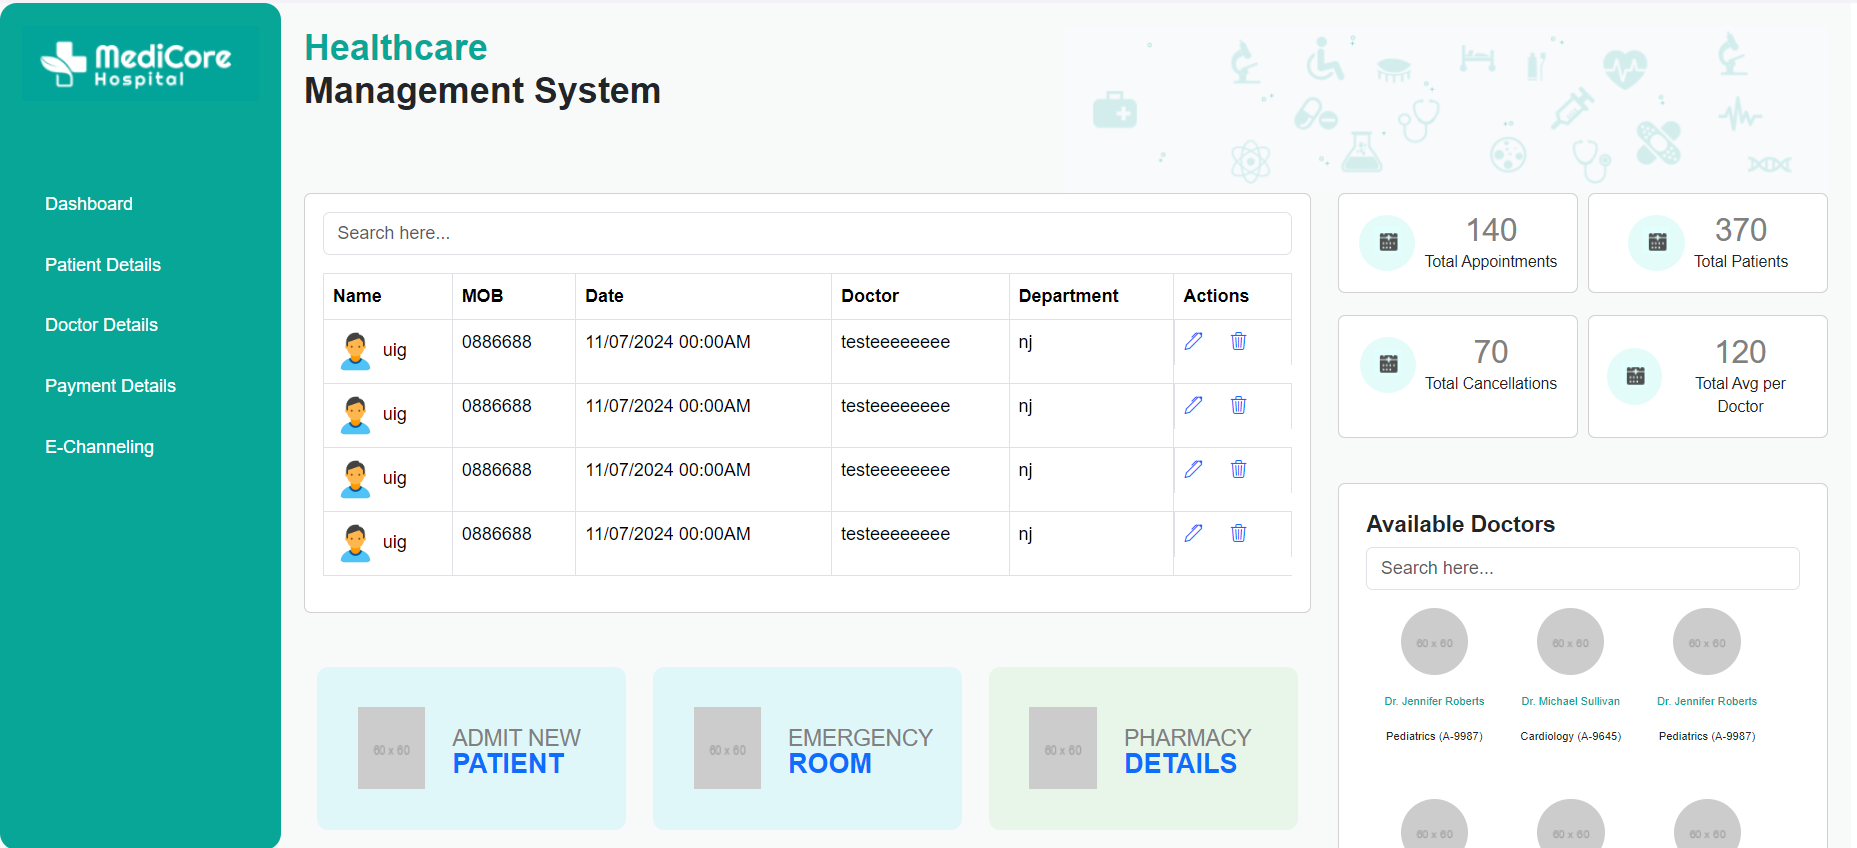 MediCore
Hospital
Dashboard
Patient Details
Doctor Details
Payment Details
E-Channeling
Healthcare
Management System
Search here...
Name MOB Date Doctor Department Actions
uig 0886688 11/07/2024 00:00AM testeeeeeeee nj
uig 0886688 11/07/2024 00:00AM testeeeeeeee nj
uig 0886688 11/07/2024 00:00AM testeeeeeeee nj
uig 0886688 11/07/2024 00:00AM testeeeeeeee nj
60 x 60
ADMIT NEW
PATIENT
60 x 60
EMERGENCY
ROOM
60 x 60
PHARMACY
DETAILS
140
Total Appointments
370
Total Patients
70
Total Cancellations
120
Total Avg per
Doctor
Available Doctors
Search here...
60 x 60 60 x 60 60 x 60
Dr. Jennifer Roberts Dr. Michael Sullivan Dr. Jennifer Roberts
Pediatrics (A-9987) Cardiology (A-9645) Pediatrics (A-9987)
60 x 60 60 x 60 60 x 60